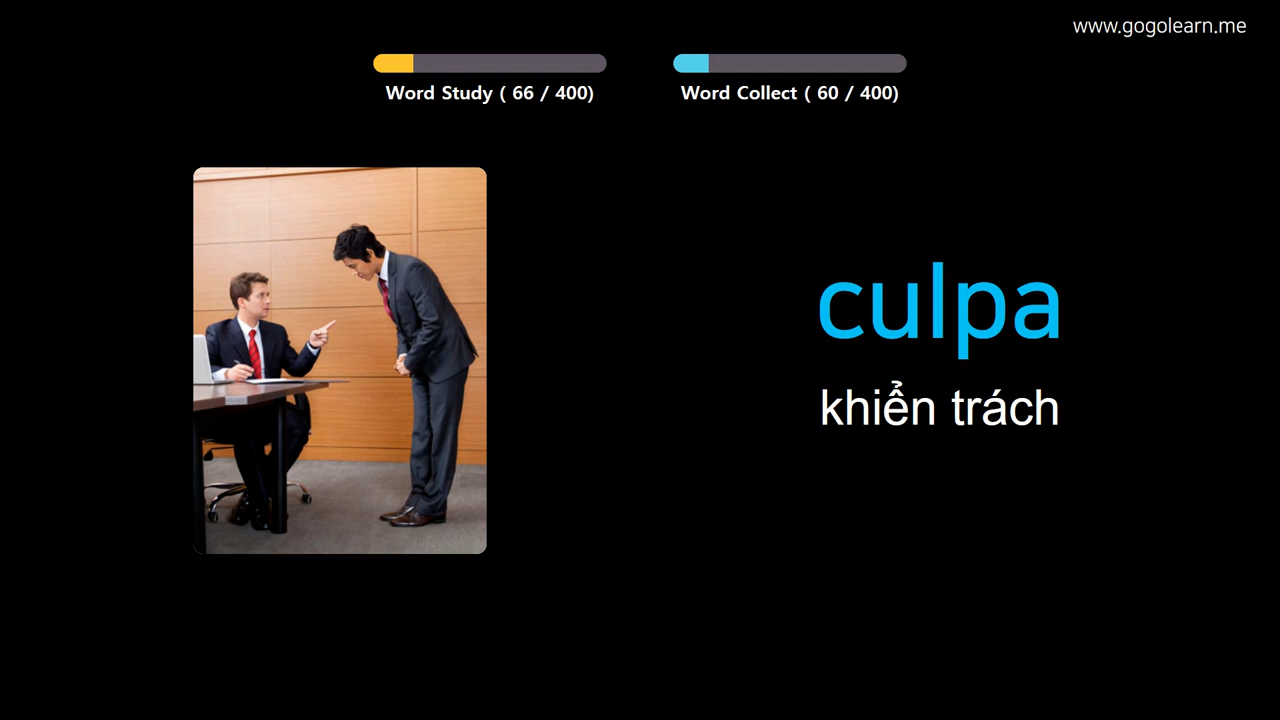 www.gogolearn.me
Word Study ( 66 / 400)
Word Collect ( 60 / 400)
culpa
khiển trách